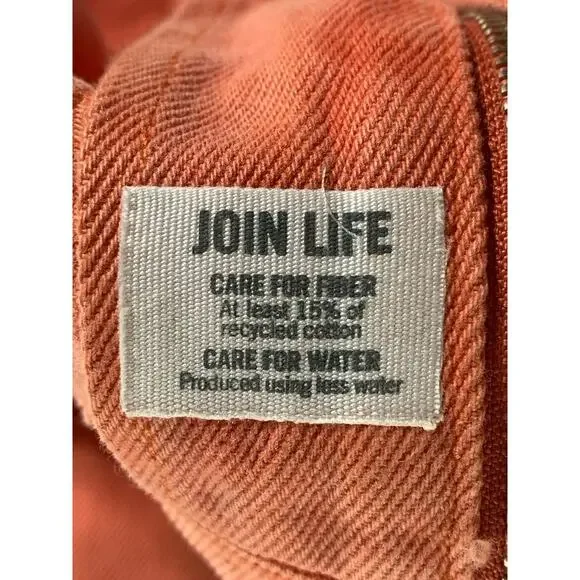 JOIN LIFE
CARE FOR FIBER
At least 15% of
recycled cotton
CARE FOR WATER
Produced using less water